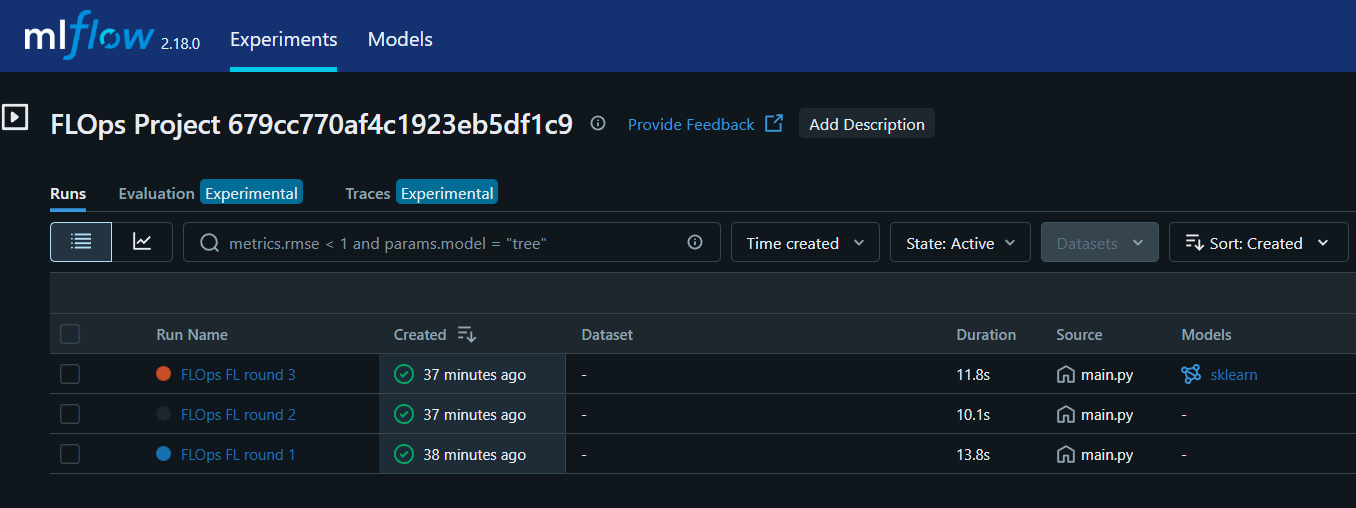 mlflow 2.18.0 Experiments Models
FLOps Project 679cc770af4c1923eb5df1c9 Provide Feedback Add Description
Runs Evaluation Experimental Traces Experimental
metrics.rmse < 1 and params.model = "tree" Time created State: Active Datasets Sort: Created
Run Name Created Dataset Duration Source Models
FLOps FL round 3 37 minutes ago - 11.8s main.py sklearn
FLOps FL round 2 37 minutes ago - 10.1s main.py -
FLOps FL round 1 38 minutes ago - 13.8s main.py -